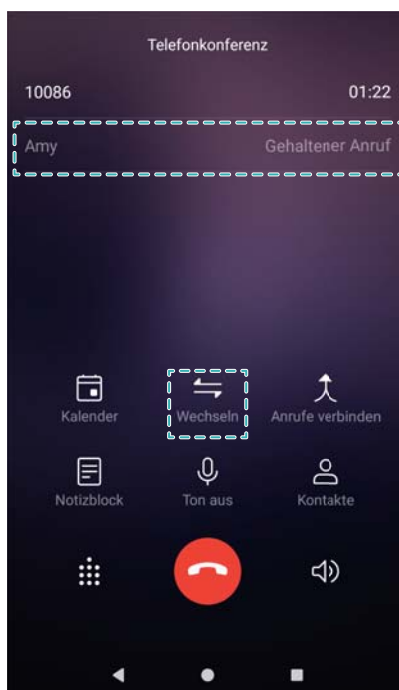 Telefonkonferenz
10086 01:22
Amy Gehaltener Anruf
Kalender Wechseln Anrufe verbinden
Notizblock Ton aus Kontakte